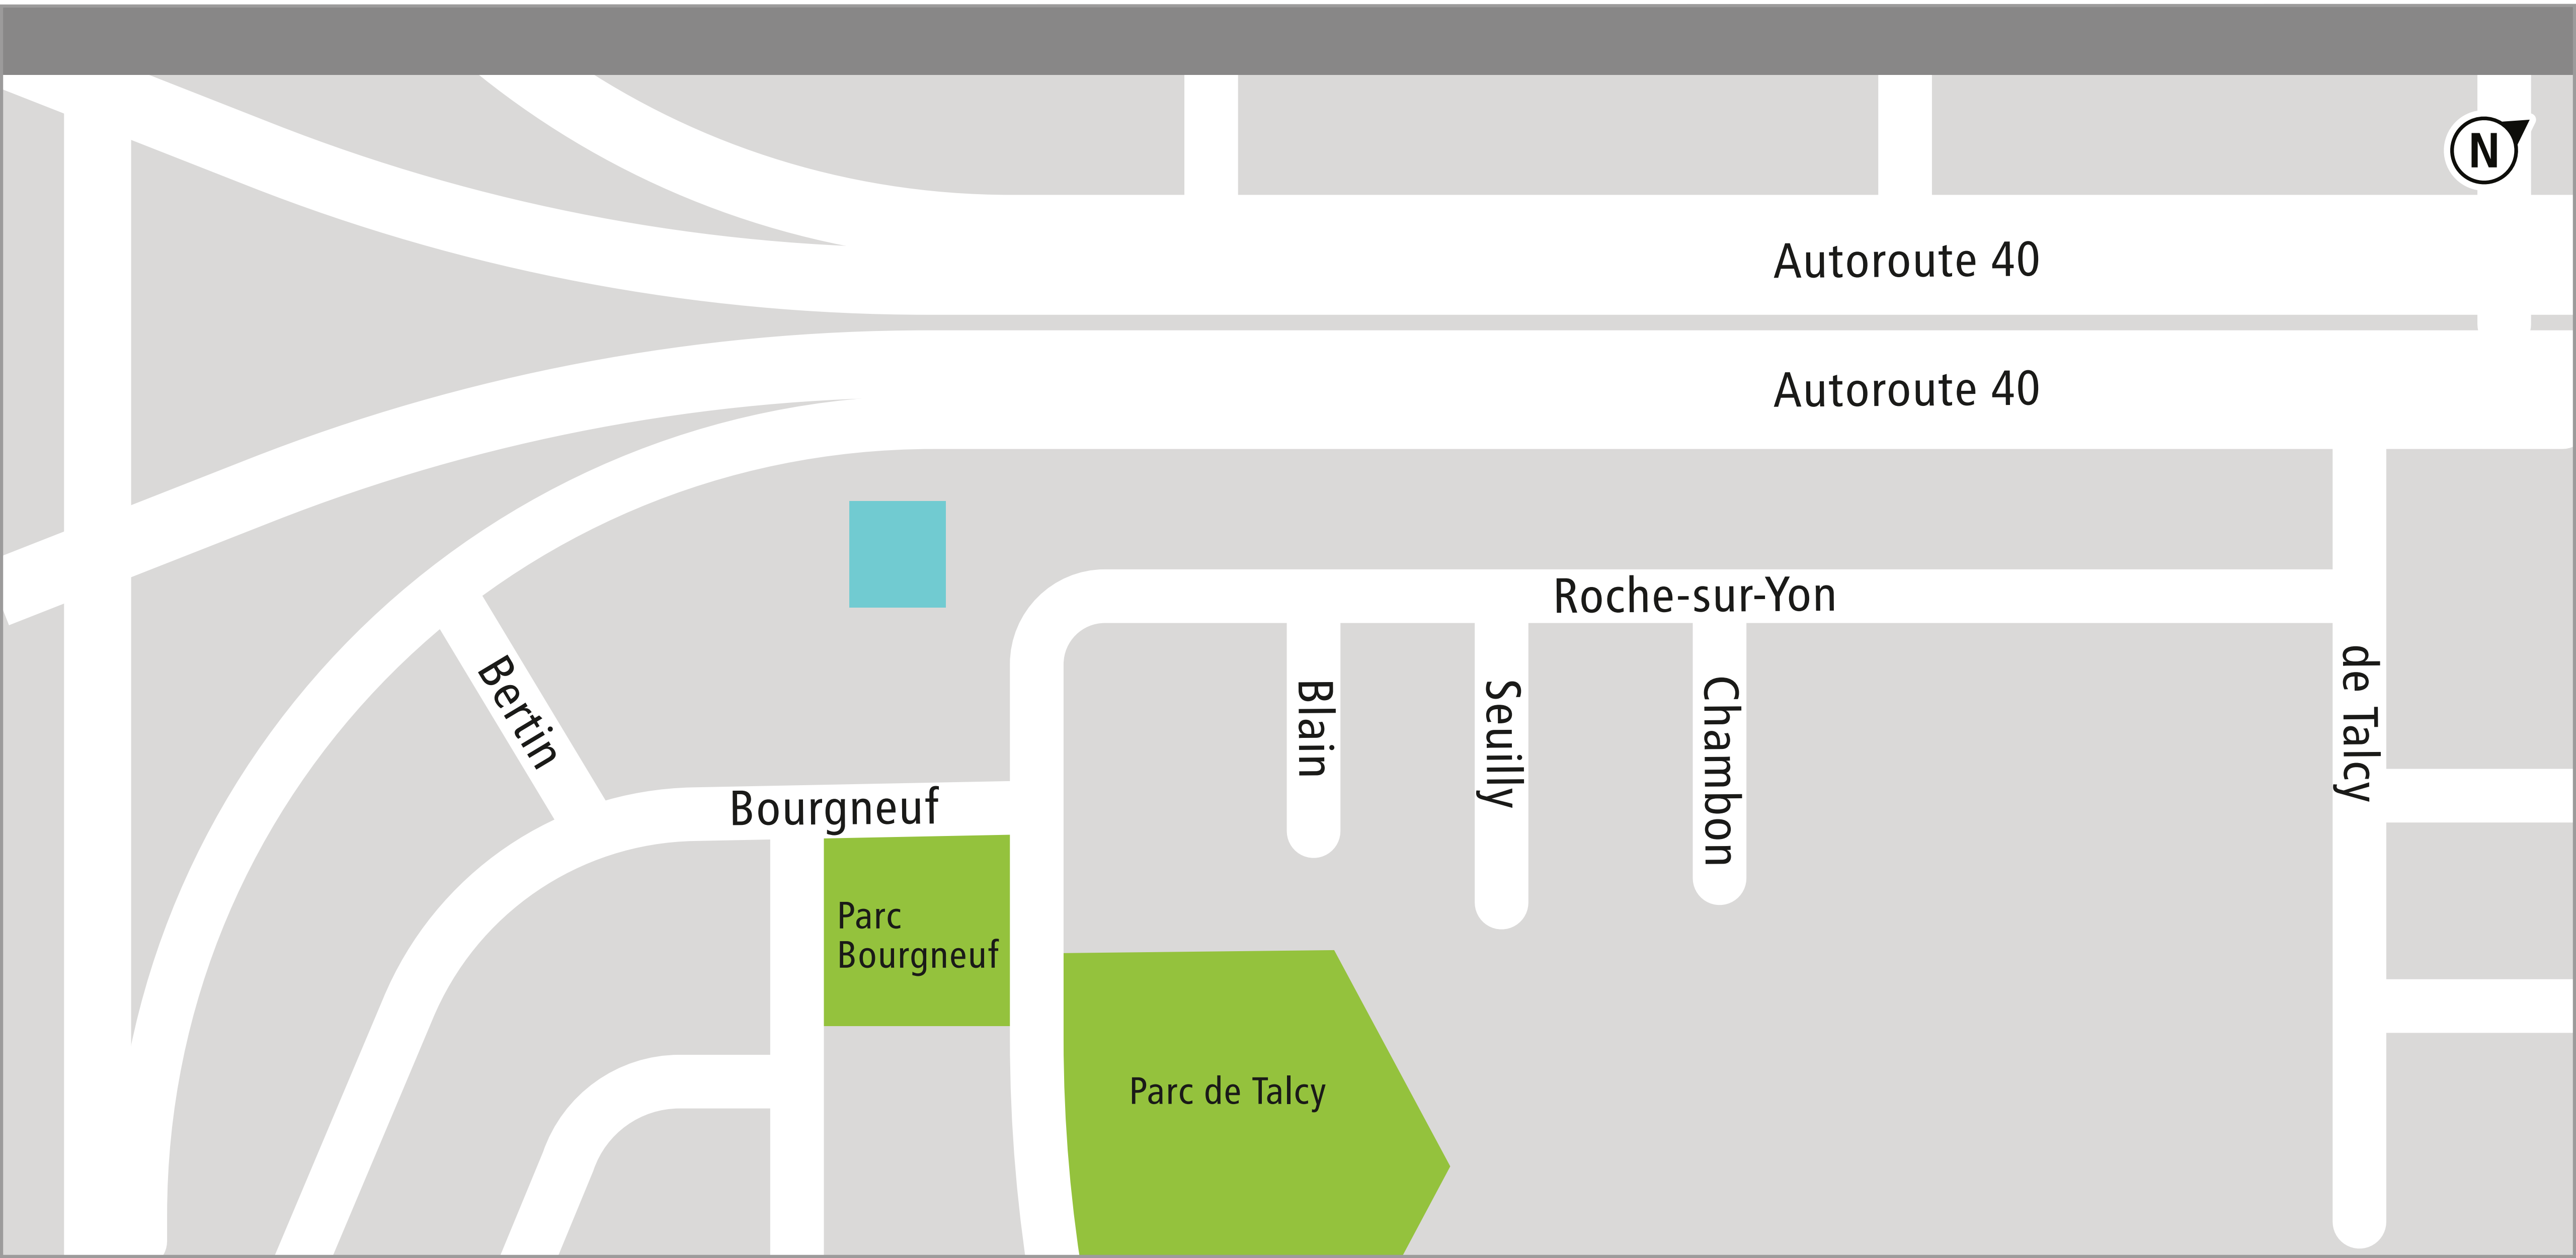 N
Autoroute 40
Autoroute 40
Roche-sur-Yon
Bertin
Blain
Seuilly
Chambon
de Talcy
Bourgneuf
Parc
Bourgneuf
Parc de Talcy